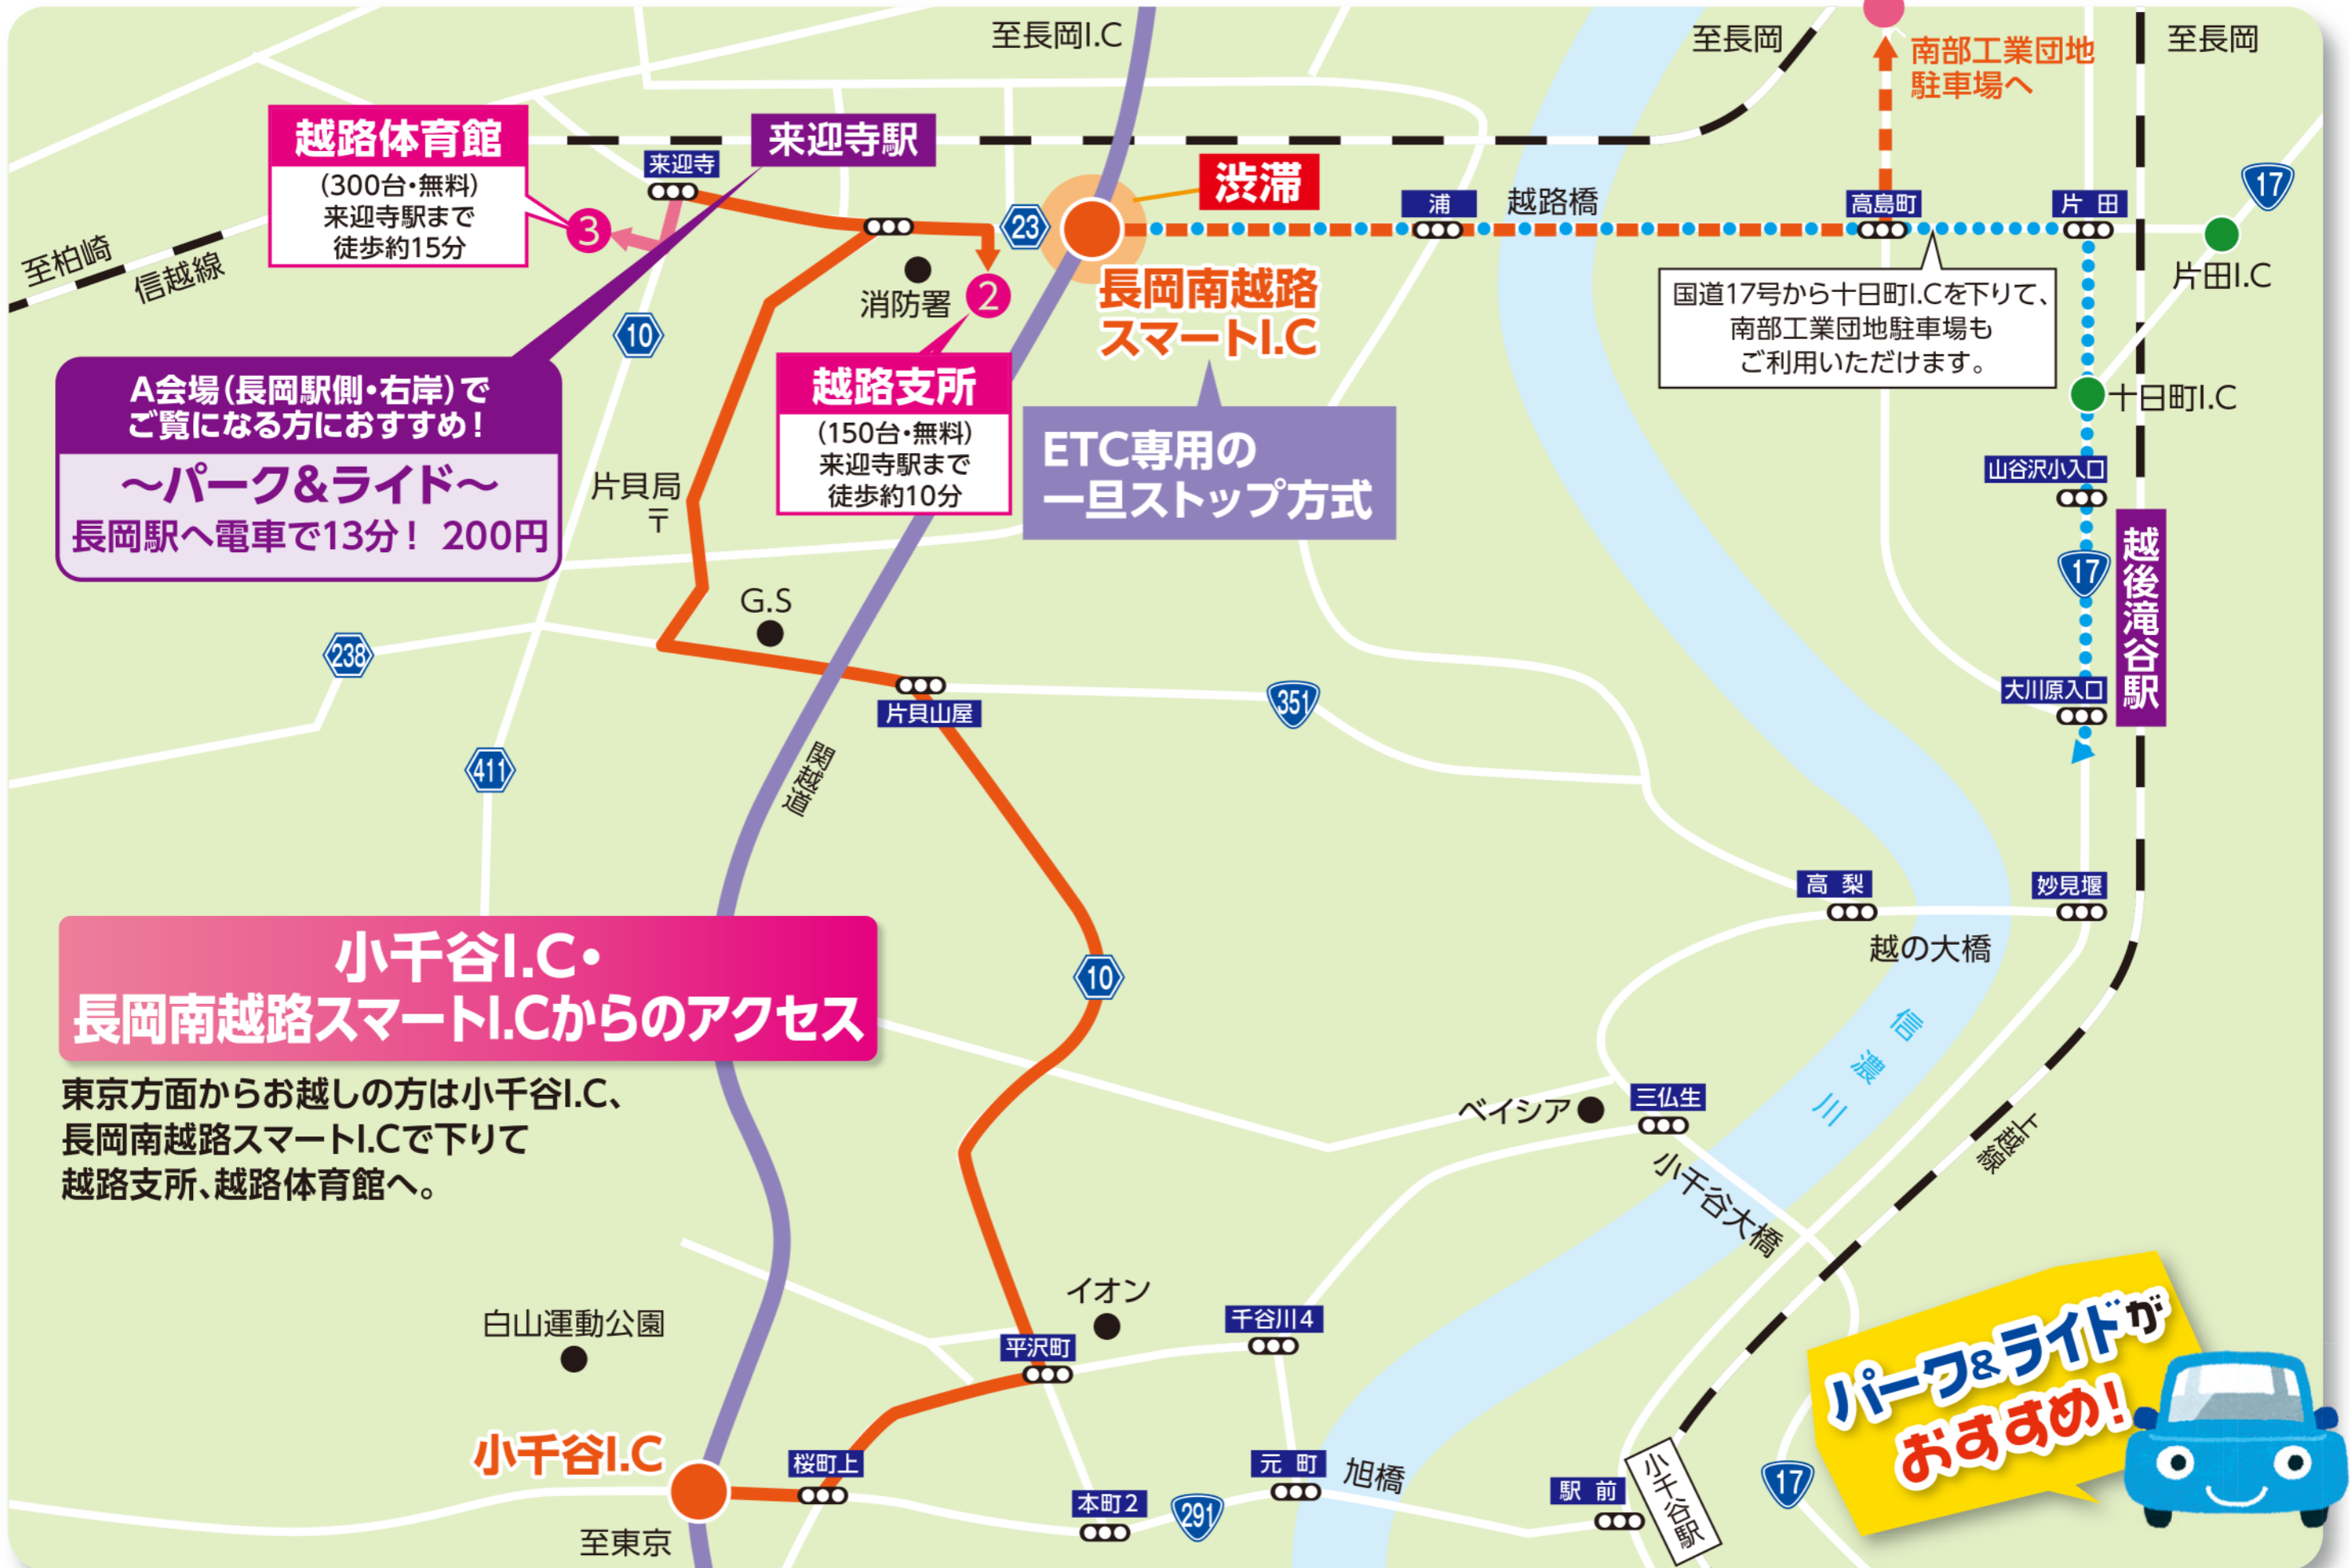 至長岡I.C
至長岡
南部工業団地
駐車場へ
至長岡
越路体育館
(300台・無料)
来迎寺駅まで
徒歩約15分
来迎寺
来迎寺駅
渋滞
浦
越路橋
高島町
片田
17
片田I.C
至柏崎
信越線
3
23
2
消防署
長岡南越路
スマートI.C
国道17号から十日町I.Cを下りて、
南部工業団地駐車場も
ご利用いただけます。
10
越路支所
(150台・無料)
来迎寺駅まで
徒歩約10分
A会場(長岡駅側・右岸)で
ご覧になる方におすすめ!
～パーク&ライド～
長岡駅へ電車で13分! 200円
ETC専用の
一旦ストップ方式
十日町I.C
山谷沢小入口
片貝局
〒
17
越後滝谷駅
G.S
238
大川原入口
片貝山屋
351
411
関越道
高梨
妙見堰
越の大橋
小千谷I.C・
長岡南越路スマートI.Cからのアクセス
10
信濃川
東京方面からお越しの方は小千谷I.C、
長岡南越路スマートI.Cで下りて
越路支所、越路体育館へ。
ベイシア
三仏生
上越線
小千谷大橋
イオン
白山運動公園
千谷川4
平沢町
パーク&ライドが
おすすめ!
小千谷I.C
桜町上
元町
旭橋
本町2
291
駅前
小千谷駅
17
至東京